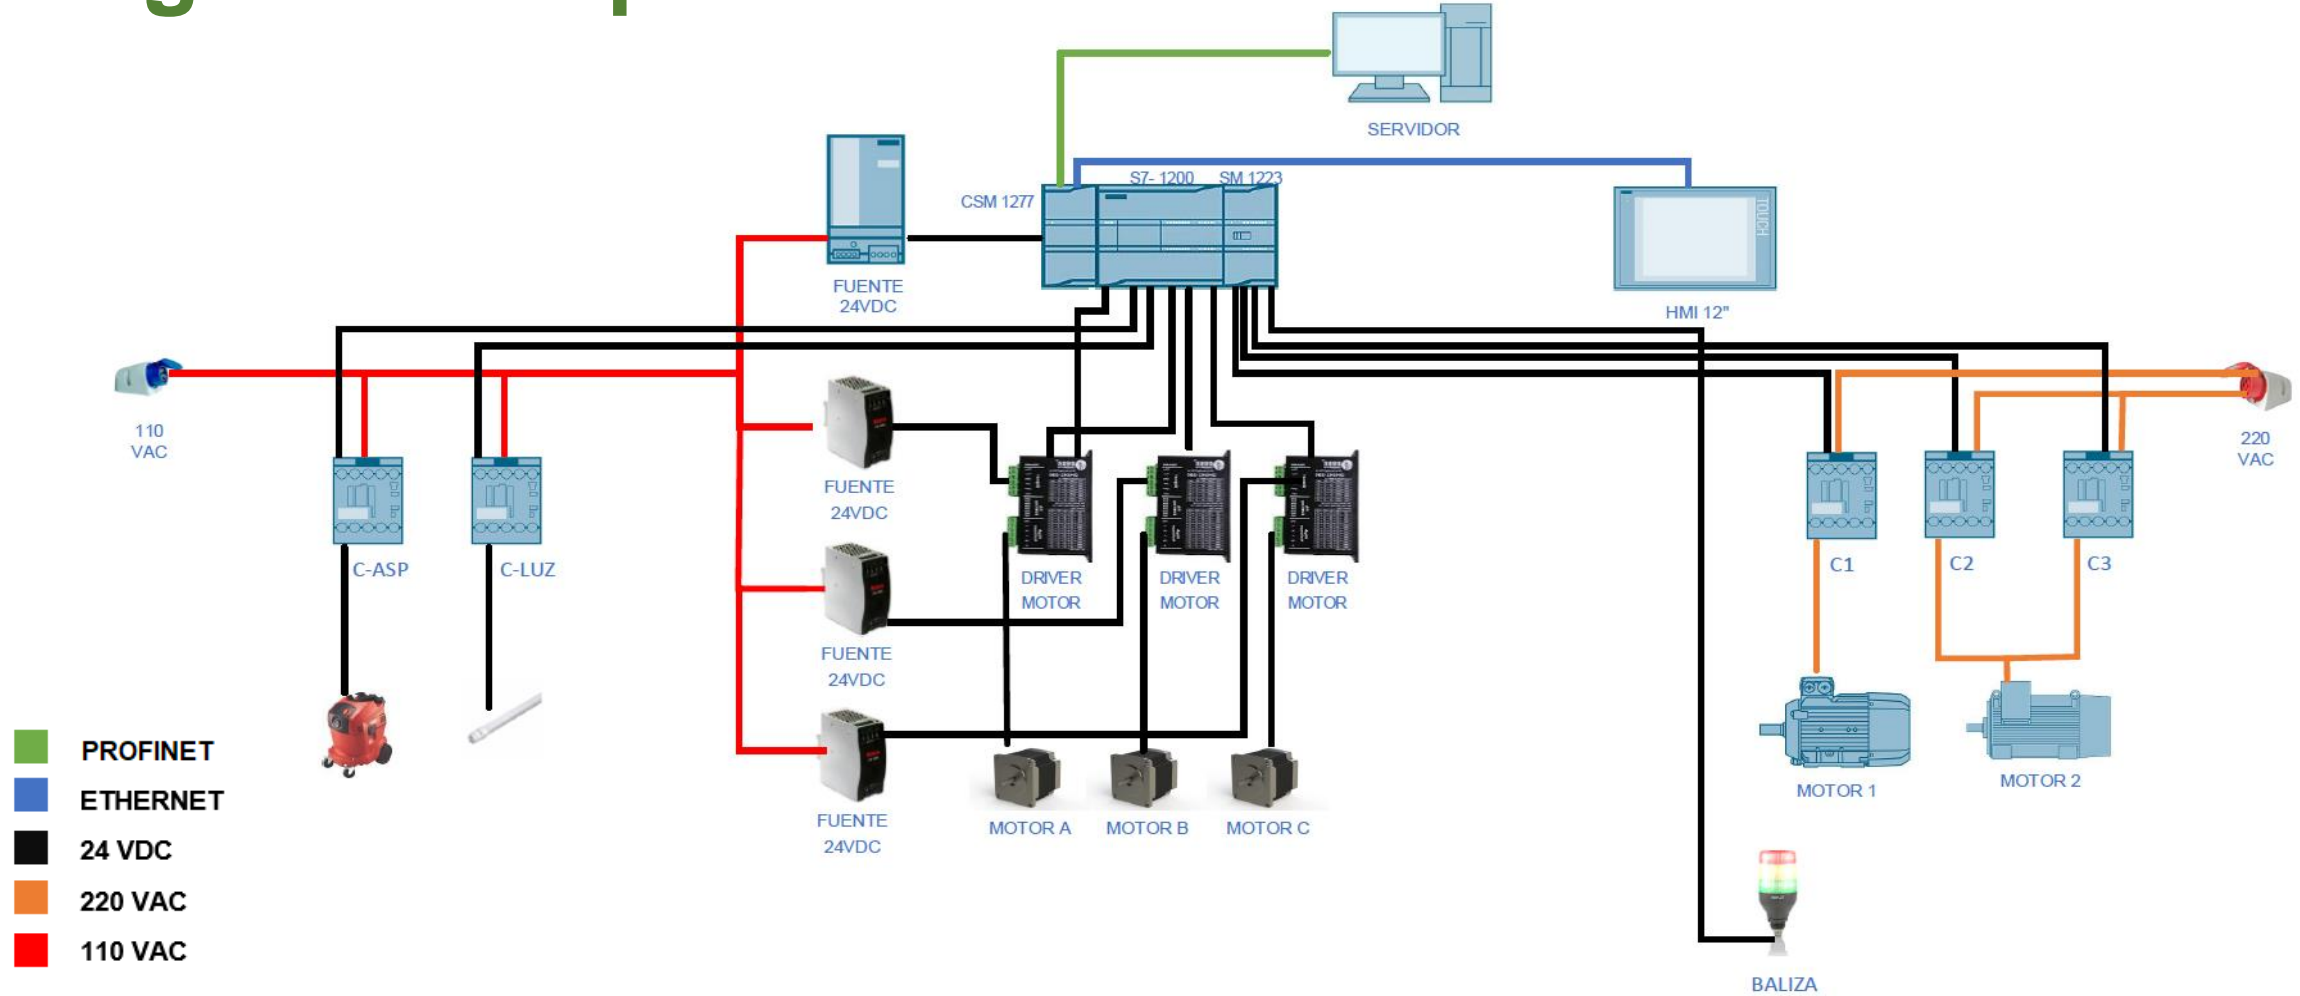 SERVIDOR
S7- 1200
SM 1223
CSM 1277
TOUCH
FUENTE
24VDC
HMI 12"
110
VAC
220
VAC
FUENTE
24VDC
C-ASP
C-LUZ
DRIVER
MOTOR
DRIVER
MOTOR
DRIVER
MOTOR
C1
C2
C3
FUENTE
24VDC
MOTOR 1
MOTOR 2
FUENTE
24VDC
MOTOR A
MOTOR B
MOTOR C
BALIZA
PROFINET
ETHERNET
24 VDC
220 VAC
110 VAC